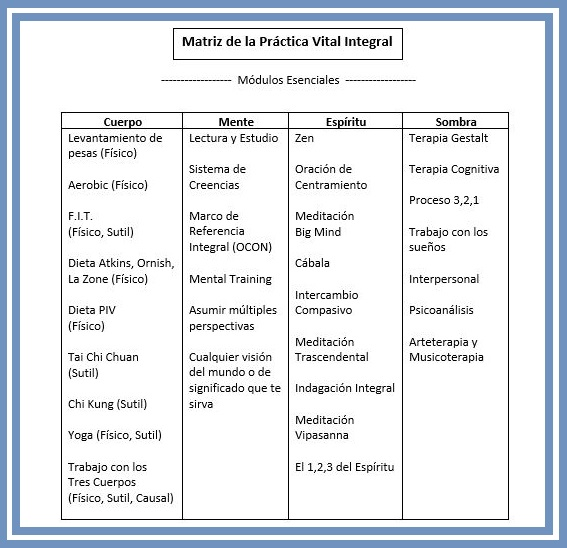 Matriz de la Práctica Vital Integral
------------------ Módulos Esenciales ------------------
Cuerpo
Levantamiento de
pesas (Físico)
Aerobic (Físico)
F.I.T.
(Físico, Sutil)
Dieta Atkins, Ornish,
La Zone (Físico)
Dieta PIV
(Físico)
Tai Chi Chuan
(Sutil)
Chi Kung (Sutil)
Yoga (Físico, Sutil)
Trabajo con los
Tres Cuerpos
(Físico, Sutil, Causal)
Mente
Lectura y Estudio
Sistema de
Creencias
Marco de
Referencia
Integral (OCON)
Mental Training
Asumir múltiples
perspectivas
Cualquier visión
del mundo o de
significado que te
sirva
Espíritu
Zen
Oración de
Centramiento
Meditación
Big Mind
Cábala
Intercambio
Compasivo
Meditación
Trascendental
Indagación Integral
Meditación
Vipasanna
El 1,2,3 del Espíritu
Sombra
Terapia Gestalt
Terapia Cognitiva
Proceso 3,2,1
Trabajo con los
sueños
Interpersonal
Psicoanálisis
Arteterapia y
Musicoterapia